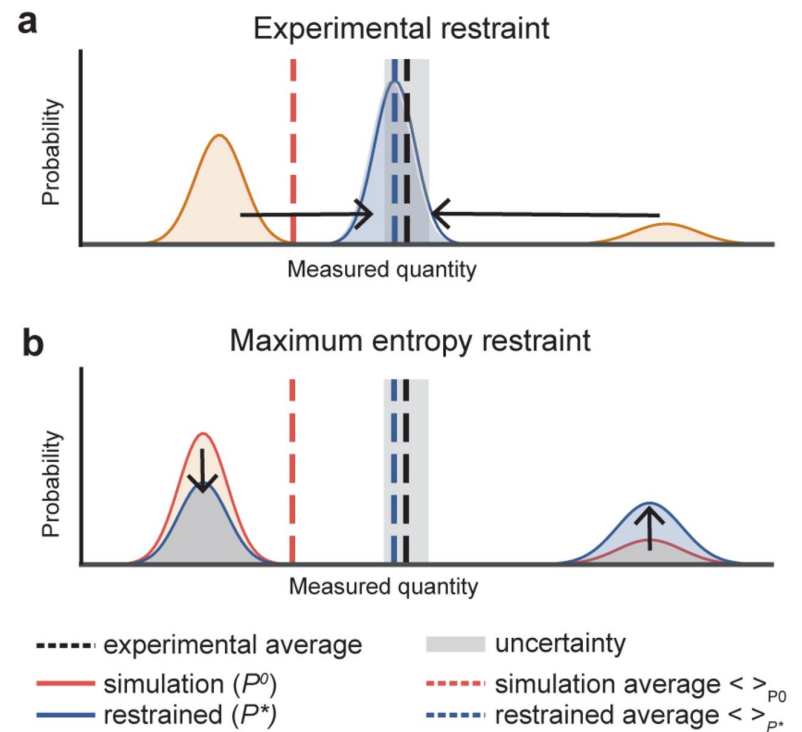 a
Experimental restraint
Probability
Measured quantity
b
Maximum entropy restraint
Probability
Measured quantity
experimental average
uncertainty
simulation (P⁰)
simulation average < >P0
restrained (P*)
restrained average < >P*